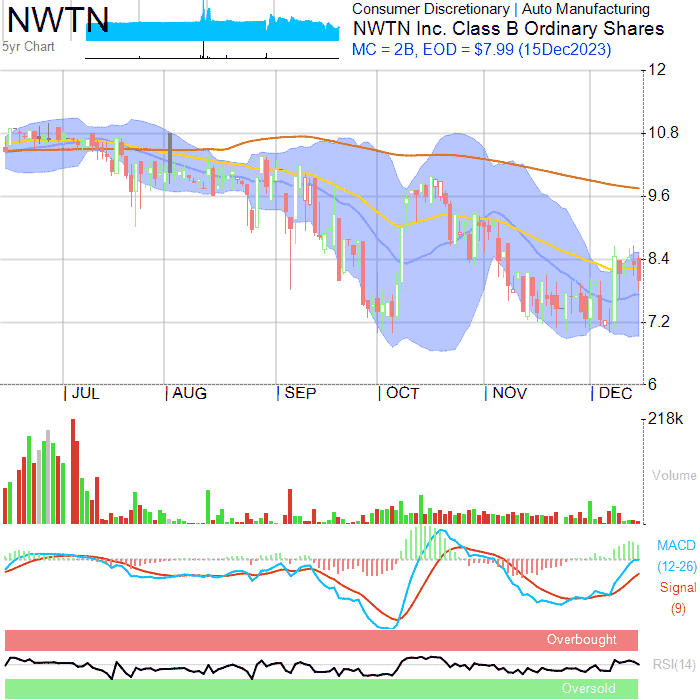 NWTN
5yr Chart
Consumer Discretionary | Auto Manufacturing
NWTN Inc. Class B Ordinary Shares
MC = 2B, EOD = $7.99 (15Dec2023)
12
10.8
9.6
8.4
7.2
6
JUL AUG SEP OCT NOV DEC
218k
Volume
MACD
(12-26)
Signal
(9)
Overbought
RSI(14)
Oversold